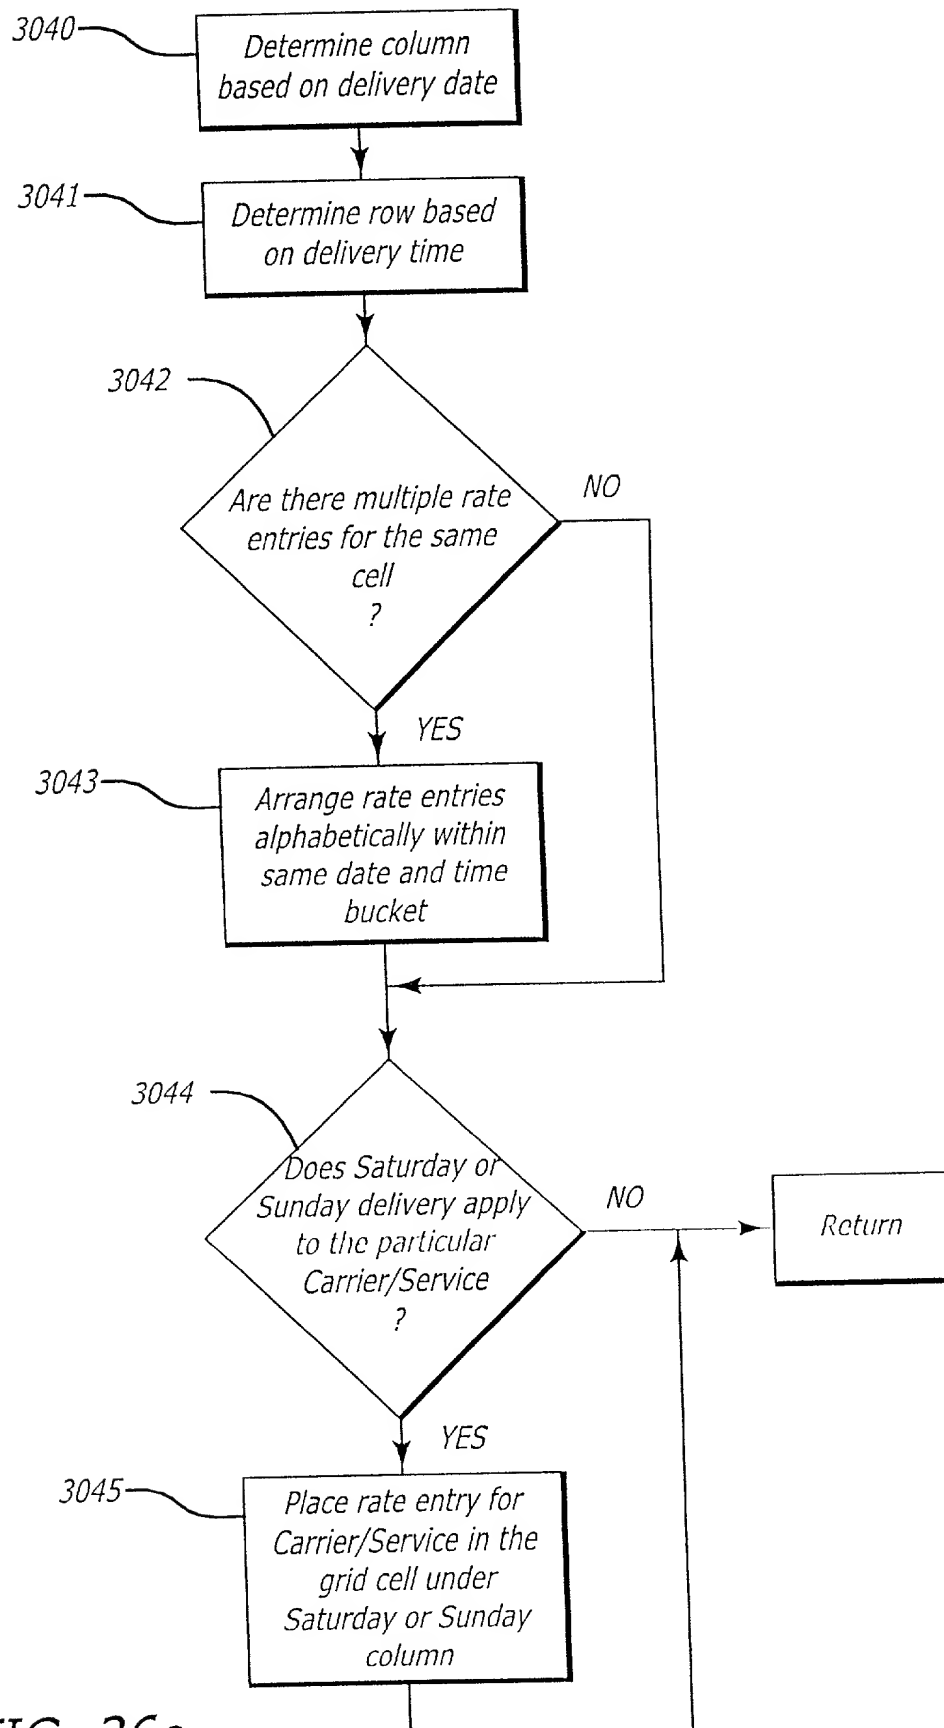 3040
Determine column
based on delivery date
3041
Determine row based
on delivery time
3042
Are there multiple rate
entries for the same
cell
?
NO
YES
3043
Arrange rate entries
alphabetically within
same date and time
bucket
3044
Does Saturday or
Sunday delivery apply
to the particular
Carrier/Service
?
NO
Return
YES
3045
Place rate entry for
Carrier/Service in the
grid cell under
Saturday or Sunday
column